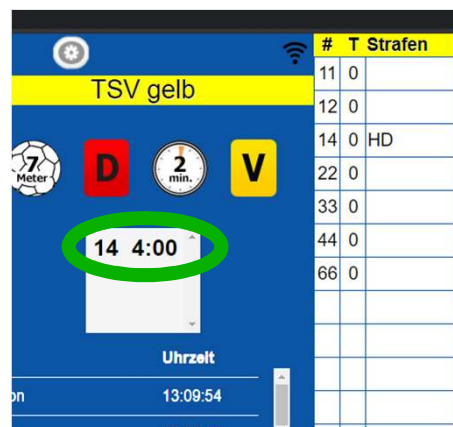 TSV gelb
7 Meter D 2 min. V
14 4:00
Uhrzeit
on 13:09:54
# T Strafen
11 0
12 0
14 0 HD
22 0
33 0
44 0
66 0